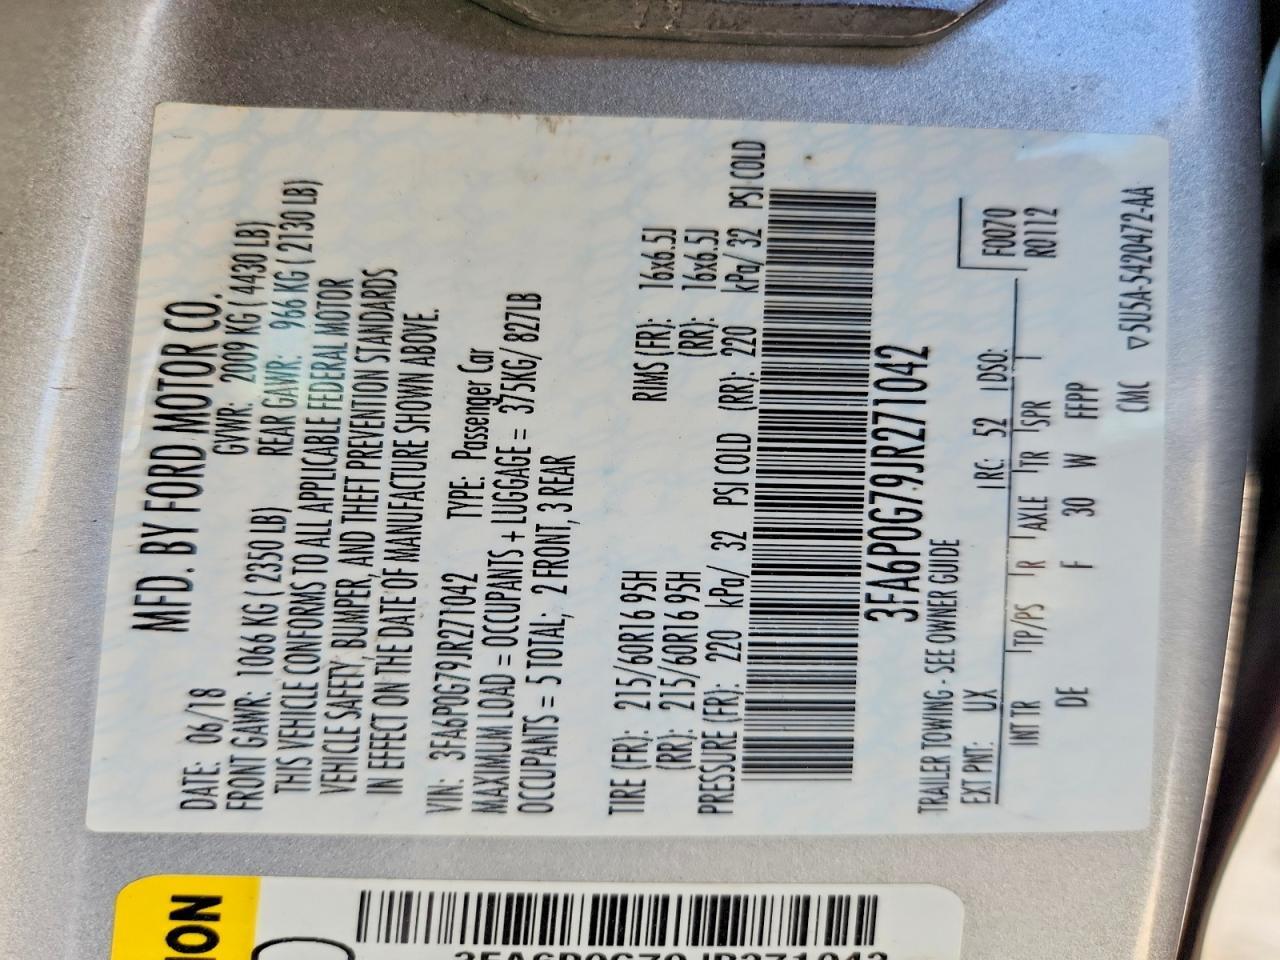 MFD. BY FORD MOTOR CO.
DATE: 06/18 GVWR: 2009 KG ( 4430 LB)
FRONT GAWR: 1066 KG ( 2350 LB) REAR GAWR: 966 KG ( 2130 LB)
THIS VEHICLE CONFORMS TO ALL APPLICABLE FEDERAL MOTOR
VEHICLE SAFETY, BUMPER, AND THEFT PREVENTION STANDARDS
IN EFFECT ON THE DATE OF MANUFACTURE SHOWN ABOVE.
VIN: 3FA6P0G79JR271042 TYPE: Passenger Car
MAXIMUM LOAD = OCCUPANTS + LUGGAGE = 375KG/ 827LB
OCCUPANTS = 5 TOTAL; 2 FRONT, 3 REAR
TIRE (FR): 215/60R16 95H RIMS (FR): 16x6.5J
(RR): 215/60R16 95H (RR): 16x6.5J
PRESSURE (FR): 220 kPa/ 32 PSI COLD (RR): 220 kPa/ 32 PSI COLD
3FA6P0G79JR271042
TRAILER TOWING - SEE OWNER GUIDE
EXT PNT: UX RC: 52 DSO: F0070
INT TR TP/PS R AXLE TR SPR R0112
DE F 30 W FFPP
CMC ▽5U5A-5420472-AA
ION
3FA6P0G79JR271042